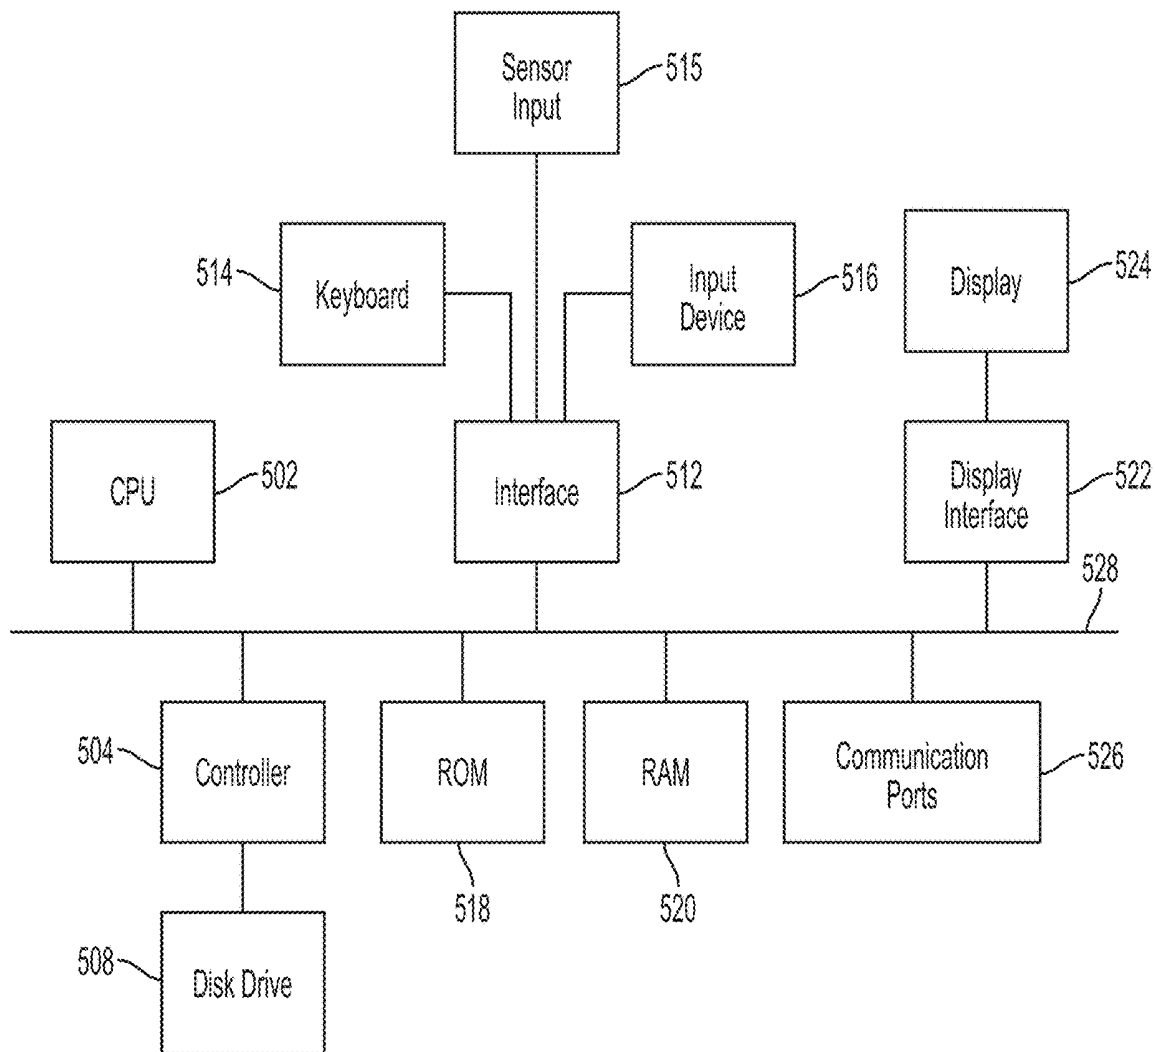 Sensor
Input
515
514
Keyboard
Input
Device
516
Display
524
CPU
502
Interface
512
Display
Interface
522
528
504
Controller
ROM
RAM
Communication
Ports
526
518
520
508
Disk Drive